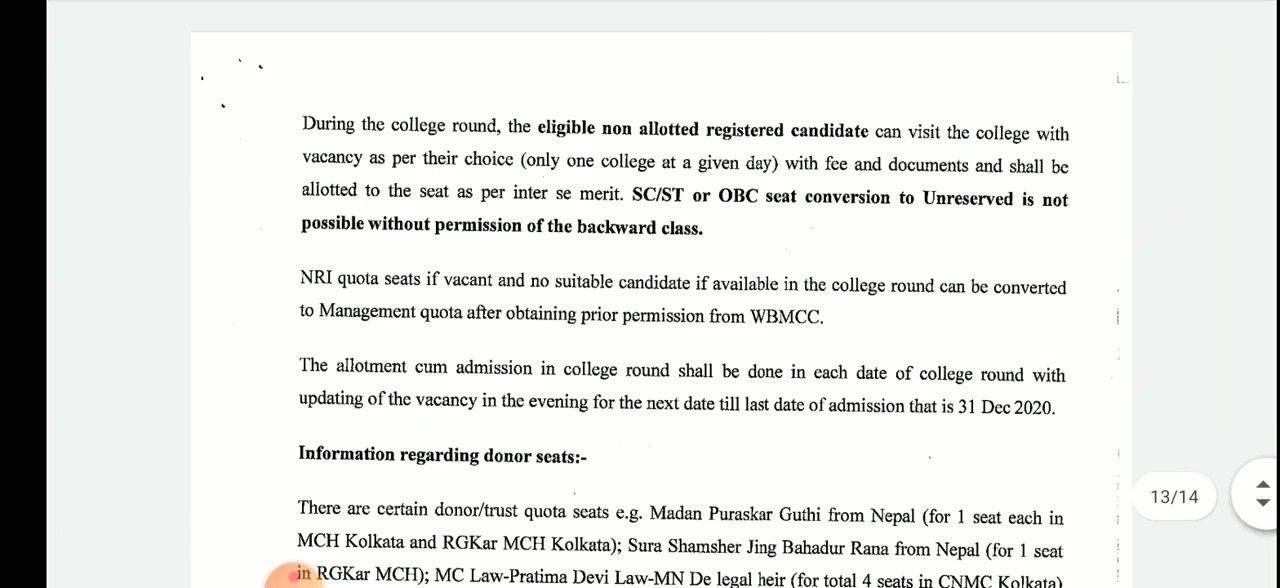 During the college round, the eligible non allotted registered candidate can visit the college with
vacancy as per their choice (only one college at a given day) with fee and documents and shall be
allotted to the seat as per inter se merit. SC/ST or OBC seat conversion to Unreserved is not
possible without permission of the backward class.
NRI quota seats if vacant and no suitable candidate if available in the college round can be converted
to Management quota after obtaining prior permission from WBMCC.
The allotment cum admission in college round shall be done in each date of college round with
updating of the vacancy in the evening for the next date till last date of admission that is 31 Dec 2020.
Information regarding donor seats:-
13/14
There are certain donor/trust quota seats e.g. Madan Puraskar Guthi from Nepal (for 1 seat each in
MCH Kolkata and RGKar MCH Kolkata); Sura Shamsher Jing Bahadur Rana from Nepal (for 1 seat
in RGKar MCH); MC Law-Pratima Devi Law-MN De legal heir (for total 4 seats in CNMC Kolkata)